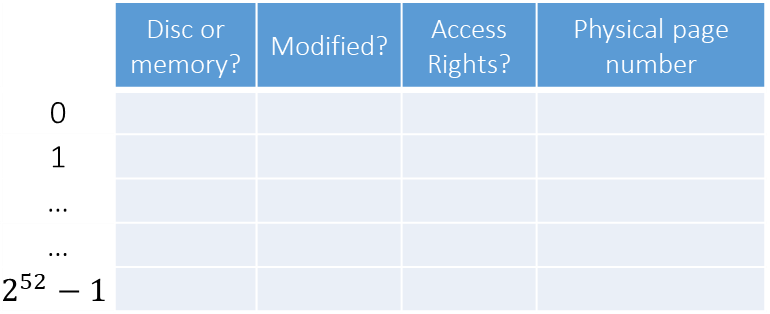 Disc or memory?
Modified?
Access Rights?
Physical page number
0
1
...
...
2^52 − 1